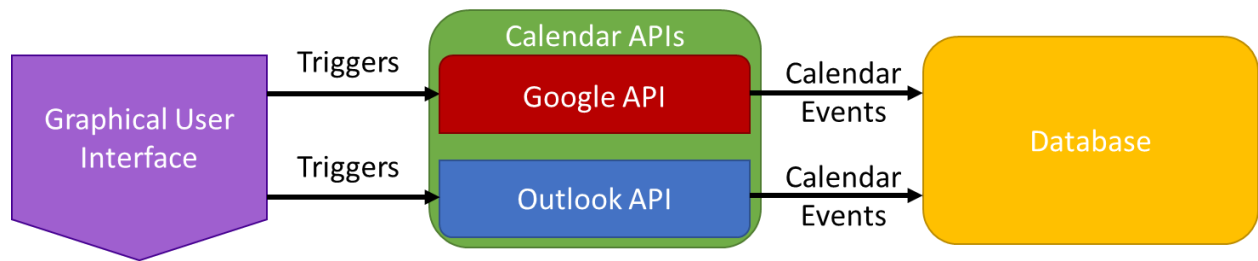 Graphical User
Interface
Triggers
Triggers
Calendar APIs
Google API
Outlook API
Calendar
Events
Calendar
Events
Database